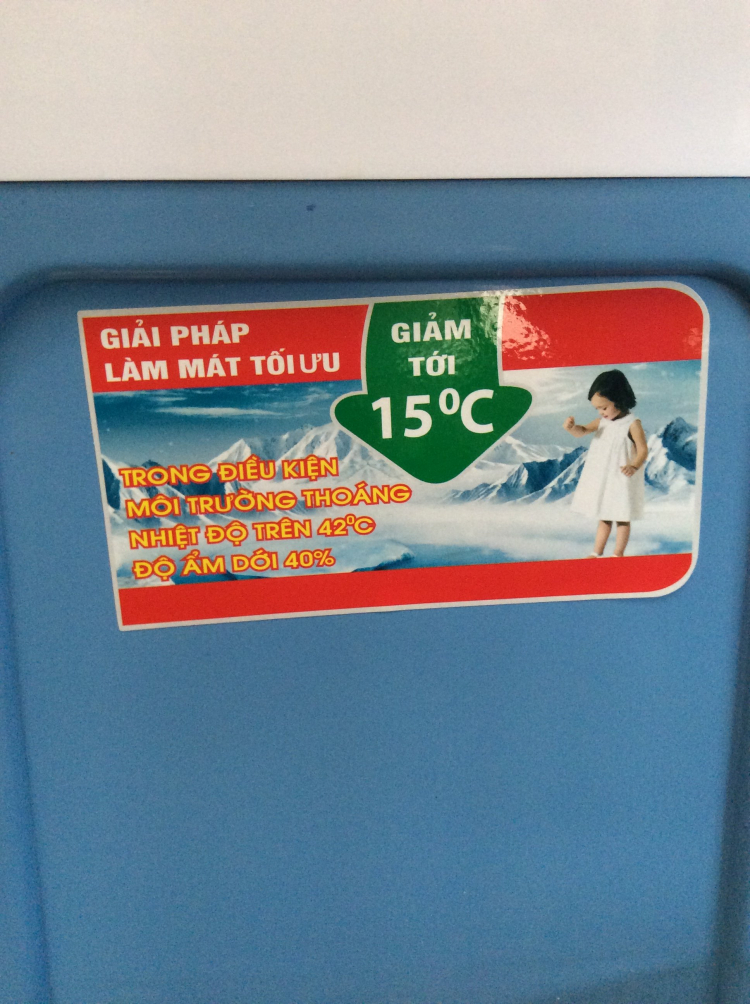 GIẢI PHÁP
LÀM MÁT TỐI ƯU
GIẢM
TỚI
15⁰C
TRONG ĐIỀU KIỆN
MÔI TRƯỜNG THOÁNG
NHIỆT ĐỘ TRÊN 42⁰C
ĐỘ ẨM DỚI 40%